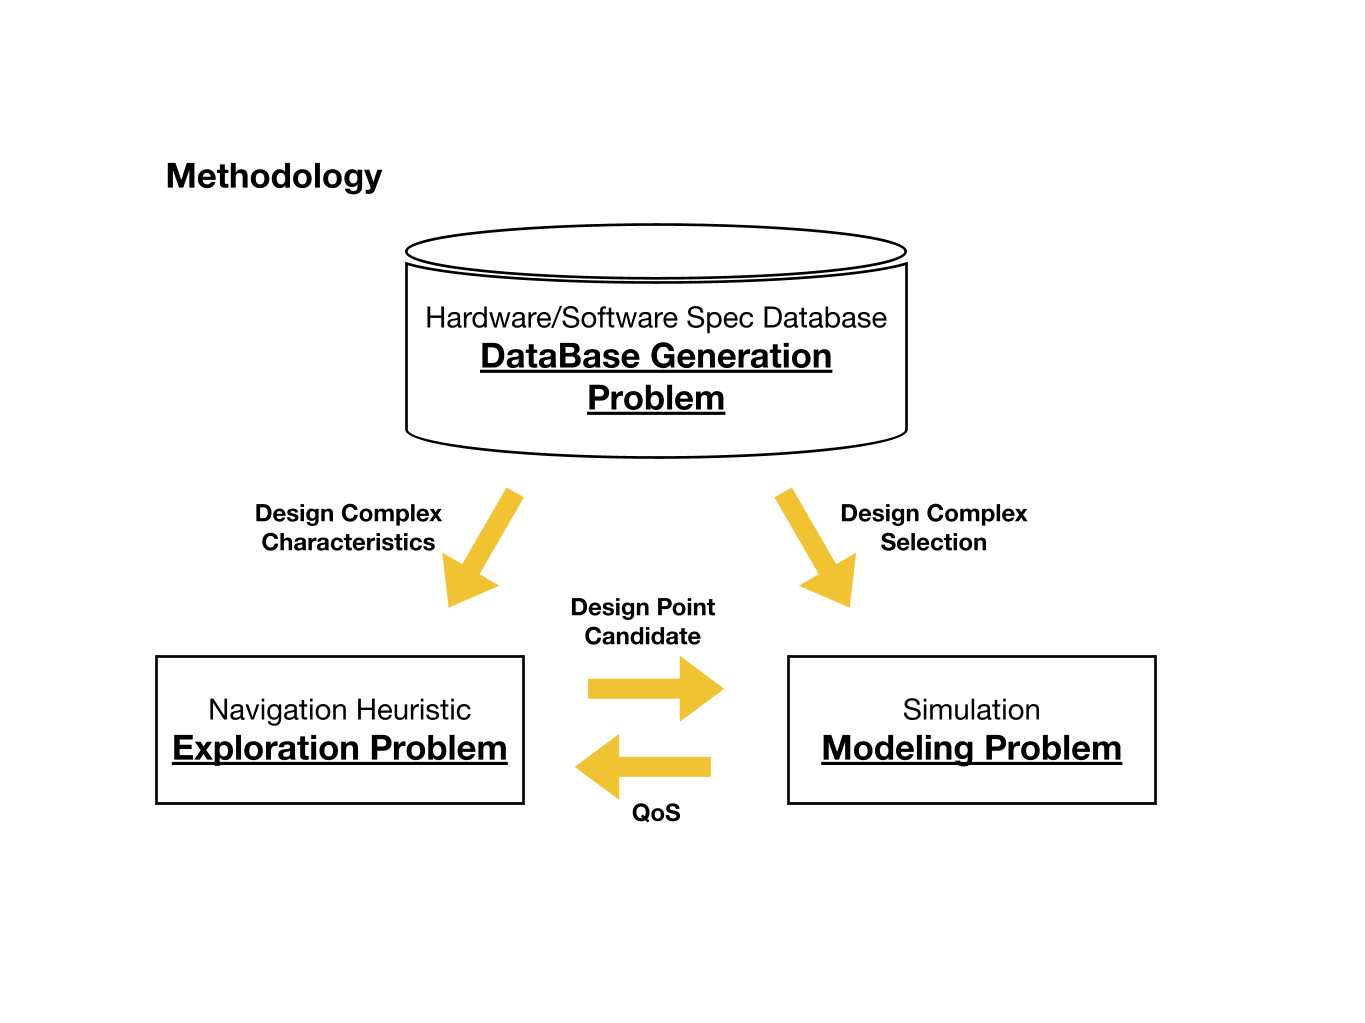 Methodology
Hardware/Software Spec Database
DataBase Generation
Problem
Design Complex
Characteristics
Design Complex
Selection
Design Point
Candidate
Navigation Heuristic
Exploration Problem
Simulation
Modeling Problem
QoS